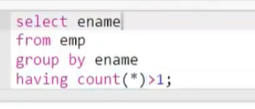 select ename
from emp
group by ename
having count(*)>1;